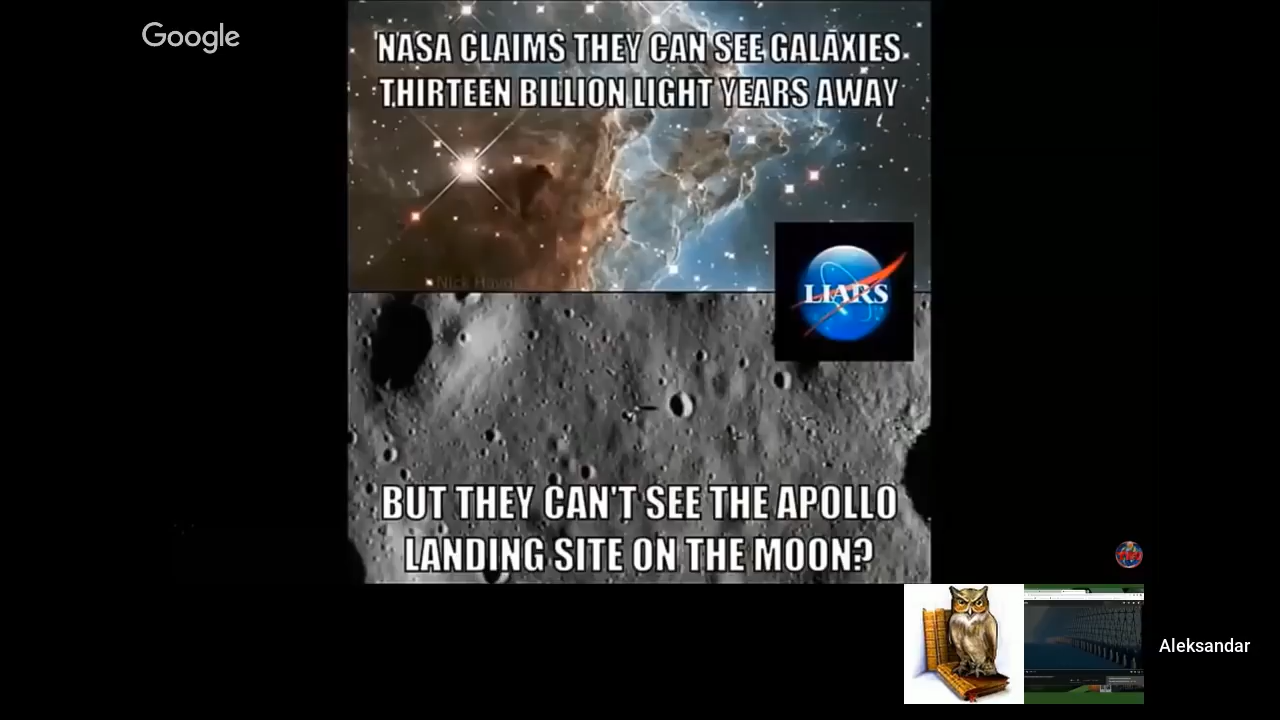 Google
NASA CLAIMS THEY CAN SEE GALAXIES
THIRTEEN BILLION LIGHT YEARS AWAY
LIARS
BUT THEY CAN'T SEE THE APOLLO
LANDING SITE ON THE MOON?
Aleksandar